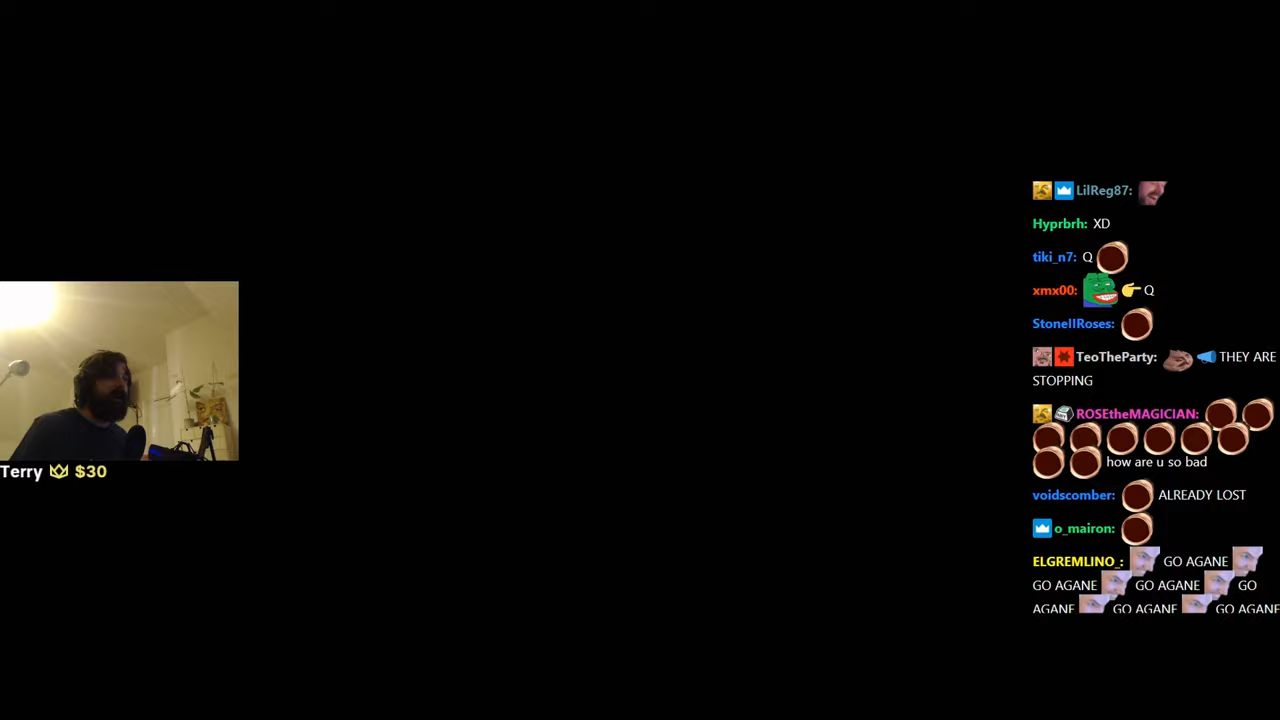 LilReg87:
Hyprbrh: XD
tiki_n7: Q
xmx00: Q
StoneIIRoses:
TeoTheParty: THEY ARE
STOPPING
ROSEtheMAGICIAN:
how are u so bad
voidscomber: ALREADY LOST
o_mairon:
ELGREMLINO_: GO AGANE
GO AGANE GO AGANE GO
AGANE GO AGANE GO AGANE
Terry $30